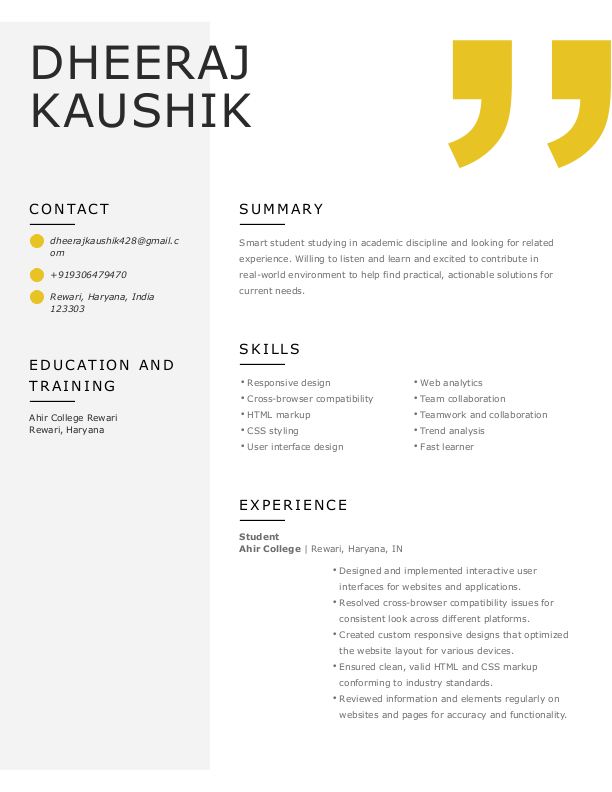 DHEERAJ
KAUSHIK
CONTACT
dheerajkaushik428@gmail.c
om
+919306479470
Rewari, Haryana, India
123303
EDUCATION AND
TRAINING
Ahir College Rewari
Rewari, Haryana
SUMMARY
Smart student studying in academic discipline and looking for related
experience. Willing to listen and learn and excited to contribute in
real-world environment to help find practical, actionable solutions for
current needs.
SKILLS
• Responsive design
• Cross-browser compatibility
• HTML markup
• CSS styling
• User interface design
• Web analytics
• Team collaboration
• Teamwork and collaboration
• Trend analysis
• Fast learner
EXPERIENCE
Student
Ahir College | Rewari, Haryana, IN
• Designed and implemented interactive user
interfaces for websites and applications.
• Resolved cross-browser compatibility issues for
consistent look across different platforms.
• Created custom responsive designs that optimized
the website layout for various devices.
• Ensured clean, valid HTML and CSS markup
conforming to industry standards.
• Reviewed information and elements regularly on
websites and pages for accuracy and functionality.